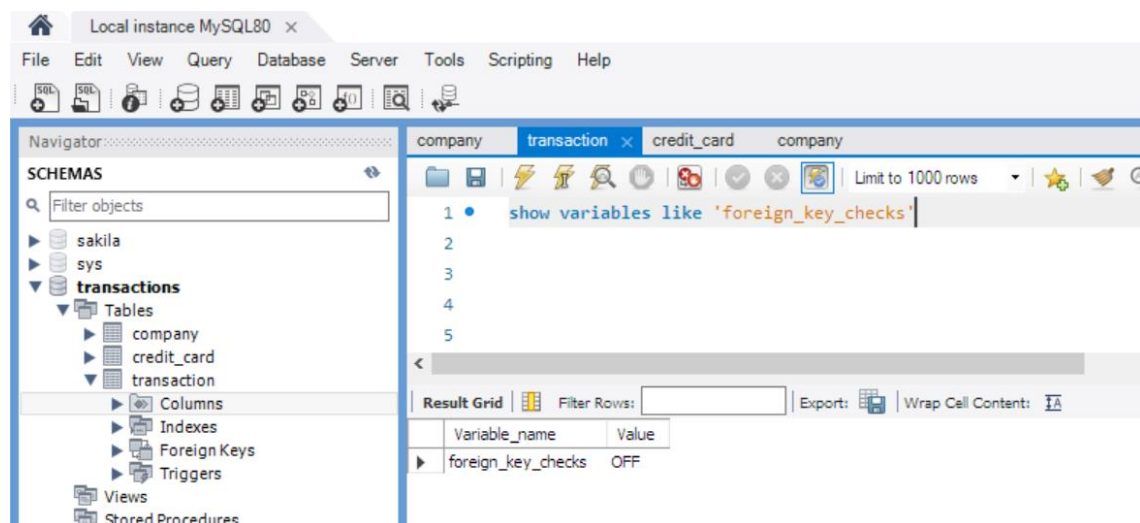 Local instance MySQL80 ×
File Edit View Query Database Server Tools Scripting Help
Navigator
SCHEMAS
Filter objects
sakila
sys
transactions
Tables
company
credit_card
transaction
Columns
Indexes
Foreign Keys
Triggers
Views
Stored Procedures
company transaction × credit_card company
Limit to 1000 rows
1 show variables like 'foreign_key_checks'
2
3
4
5
Result Grid Filter Rows: Export: Wrap Cell Content:
Variable_name Value
foreign_key_checks OFF